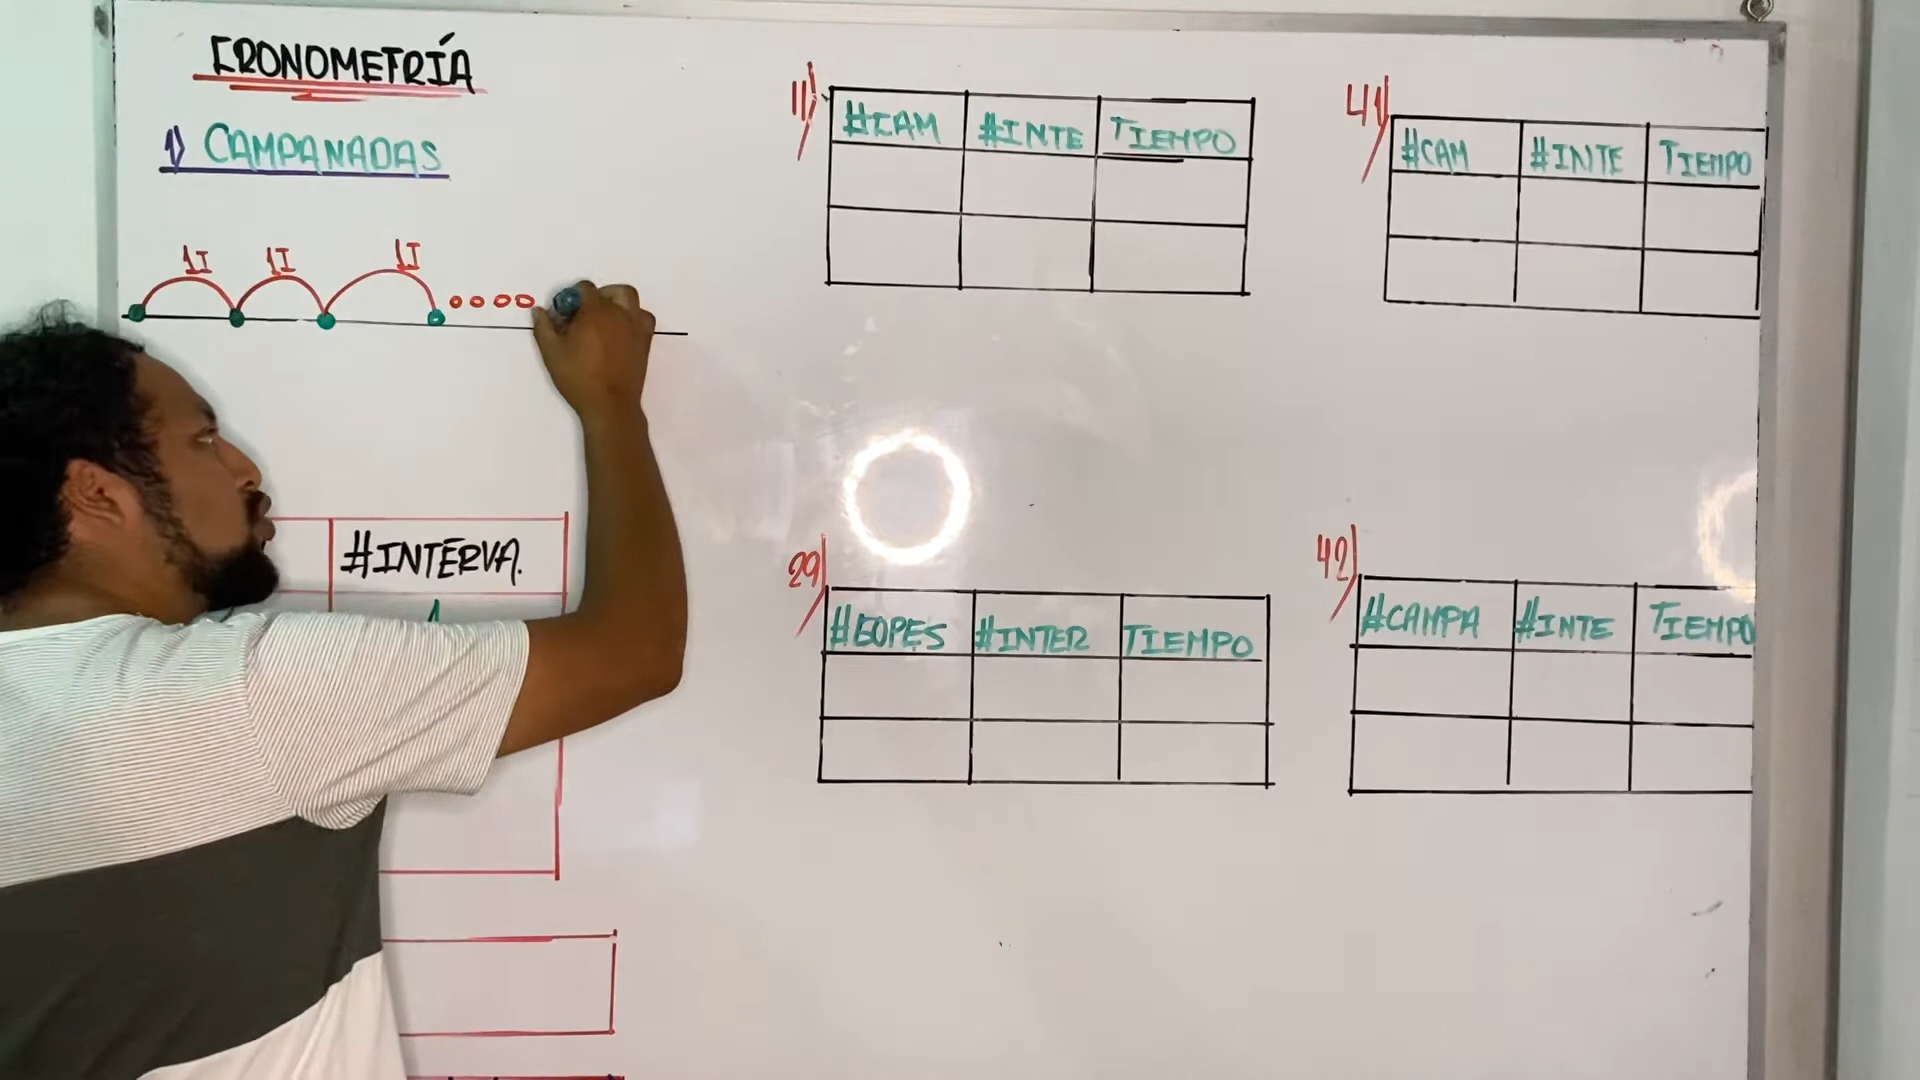 CRONOMETRÍA
1) CAMPANADAS
1I 1I 1I
#INTERVA.
1
11)
#CAM #INTE TIEMPO
41)
#CAM #INTE TIEMPO
29)
#GOPES #INTER TIEMPO
42)
#CAMPA #INTE TIEMPO